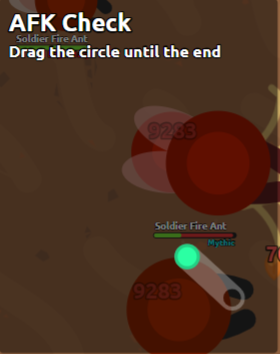 AFK Check
Soldier Fire Ant
Drag the circle until the end
9283
Soldier Fire Ant
Mythic
9283